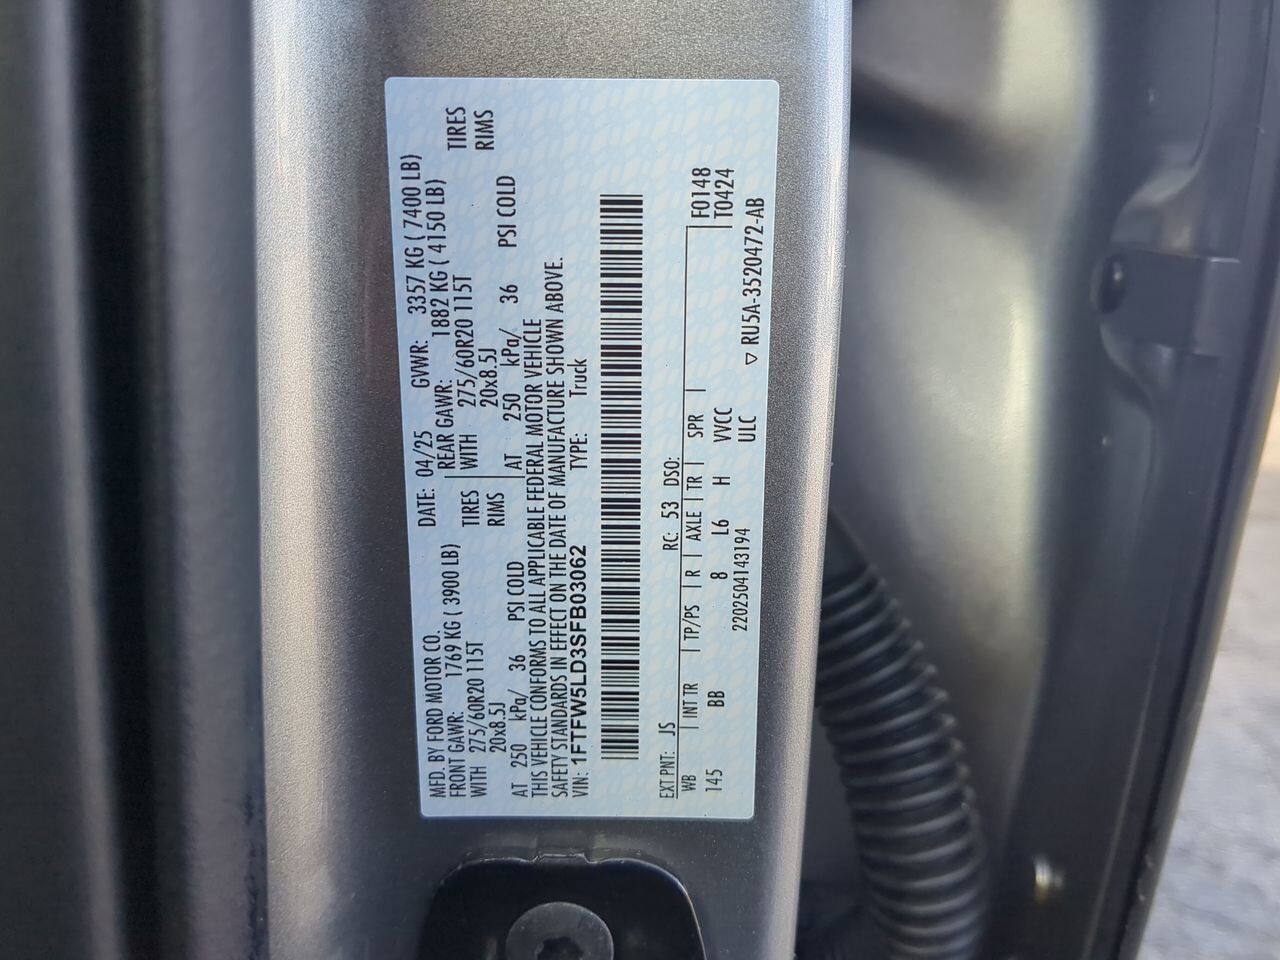 MFD. BY FORD MOTOR CO. DATE: 04/25 GVWR: 3357 KG ( 7400 LB)
FRONT GAWR: 1769 KG ( 3900 LB) REAR GAWR: 1882 KG ( 4150 LB)
WITH 275/60R20 115T TIRES WITH 275/60R20 115T TIRES
20x8.5J RIMS 20x8.5J RIMS
AT 250 kPa/ 36 PSI COLD AT 250 kPa/ 36 PSI COLD
THIS VEHICLE CONFORMS TO ALL APPLICABLE FEDERAL MOTOR VEHICLE
SAFETY STANDARDS IN EFFECT ON THE DATE OF MANUFACTURE SHOWN ABOVE.
VIN: 1FTFW5LD3SFB03062 TYPE: Truck
EXT PNT: JS RC: 53 DSO:
WB INT TR TP/PS R AXLE TR SPR F0148
145 BB 8 L6 H VVCC T0424
2202504143194 ULC ▽ RU5A-3520472-AB